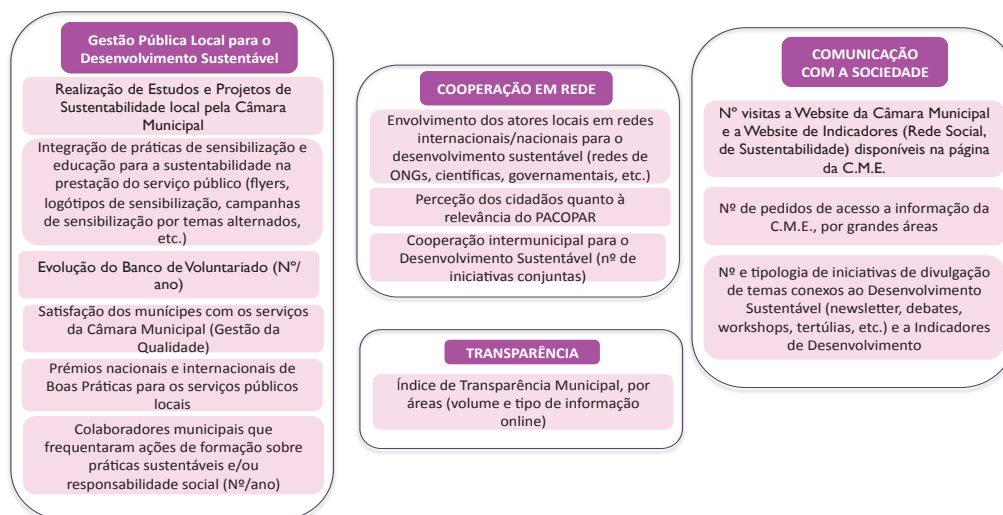 Gestão Pública Local para o
Desenvolvimento Sustentável
Realização de Estudos e Projetos de
Sustentabilidade local pela Câmara
Municipal
Integração de práticas de sensibilização e
educação para a sustentabilidade na
prestação do serviço público (flyers,
logótipos de sensibilização, campanhas
de sensibilização por temas alternados,
etc.)
Evolução do Banco de Voluntariado (Nº/
ano)
Satisfação dos munícipes com os serviços
da Câmara Municipal (Gestão da
Qualidade)
Prémios nacionais e internacionais de
Boas Práticas para os serviços públicos
locais
Colaboradores municipais que
frequentaram ações de formação sobre
práticas sustentáveis e/ou
responsabilidade social (Nº/ano)
COOPERAÇÃO EM REDE
Envolvimento dos atores locais em redes
internacionais/nacionais para o
desenvolvimento sustentável (redes de
ONGs, científicas, governamentais, etc.)
Perceção dos cidadãos quanto à
relevância do PACOPAR
Cooperação intermunicipal para o
Desenvolvimento Sustentável (nº de
iniciativas conjuntas)
TRANSPARÊNCIA
Índice de Transparência Municipal, por
áreas (volume e tipo de informação
online)
COMUNICAÇÃO
COM A SOCIEDADE
Nº visitas a Website da Câmara Municipal
e a Website de Indicadores (Rede Social,
de Sustentabilidade) disponíveis na página
da C.M.E.
Nº de pedidos de acesso a informação da
C.M.E., por grandes áreas
Nº e tipologia de iniciativas de divulgação
de temas conexos ao Desenvolvimento
Sustentável (newsletter, debates,
workshops, tertúlias, etc.) e a Indicadores
de Desenvolvimento